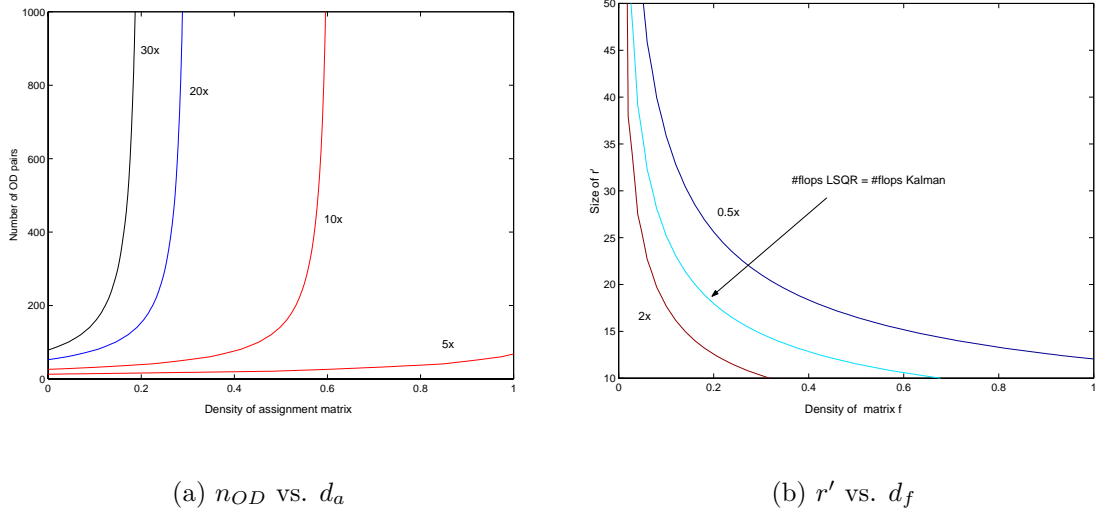 1000
800
600
400
200
0
0
0.2
0.4
0.6
0.8
1
Number of OD pairs
Density of assignment matrix
30x
20x
10x
5x
(a) n_{OD} vs. d_a
50
45
40
35
30
25
20
15
10
0
0.2
0.4
0.6
0.8
1
Size of r'
Density of matrix f
#flops LSQR = #flops Kalman
0.5x
2x
(b) r′ vs. d_f